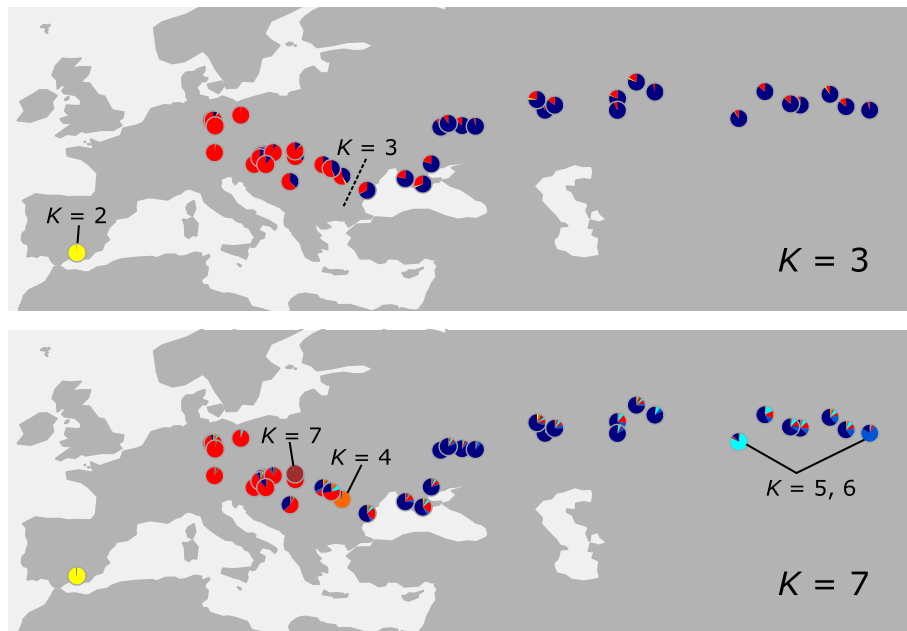 K = 3
K = 2
K = 3
K = 7
K = 4
K = 5, 6
K = 7